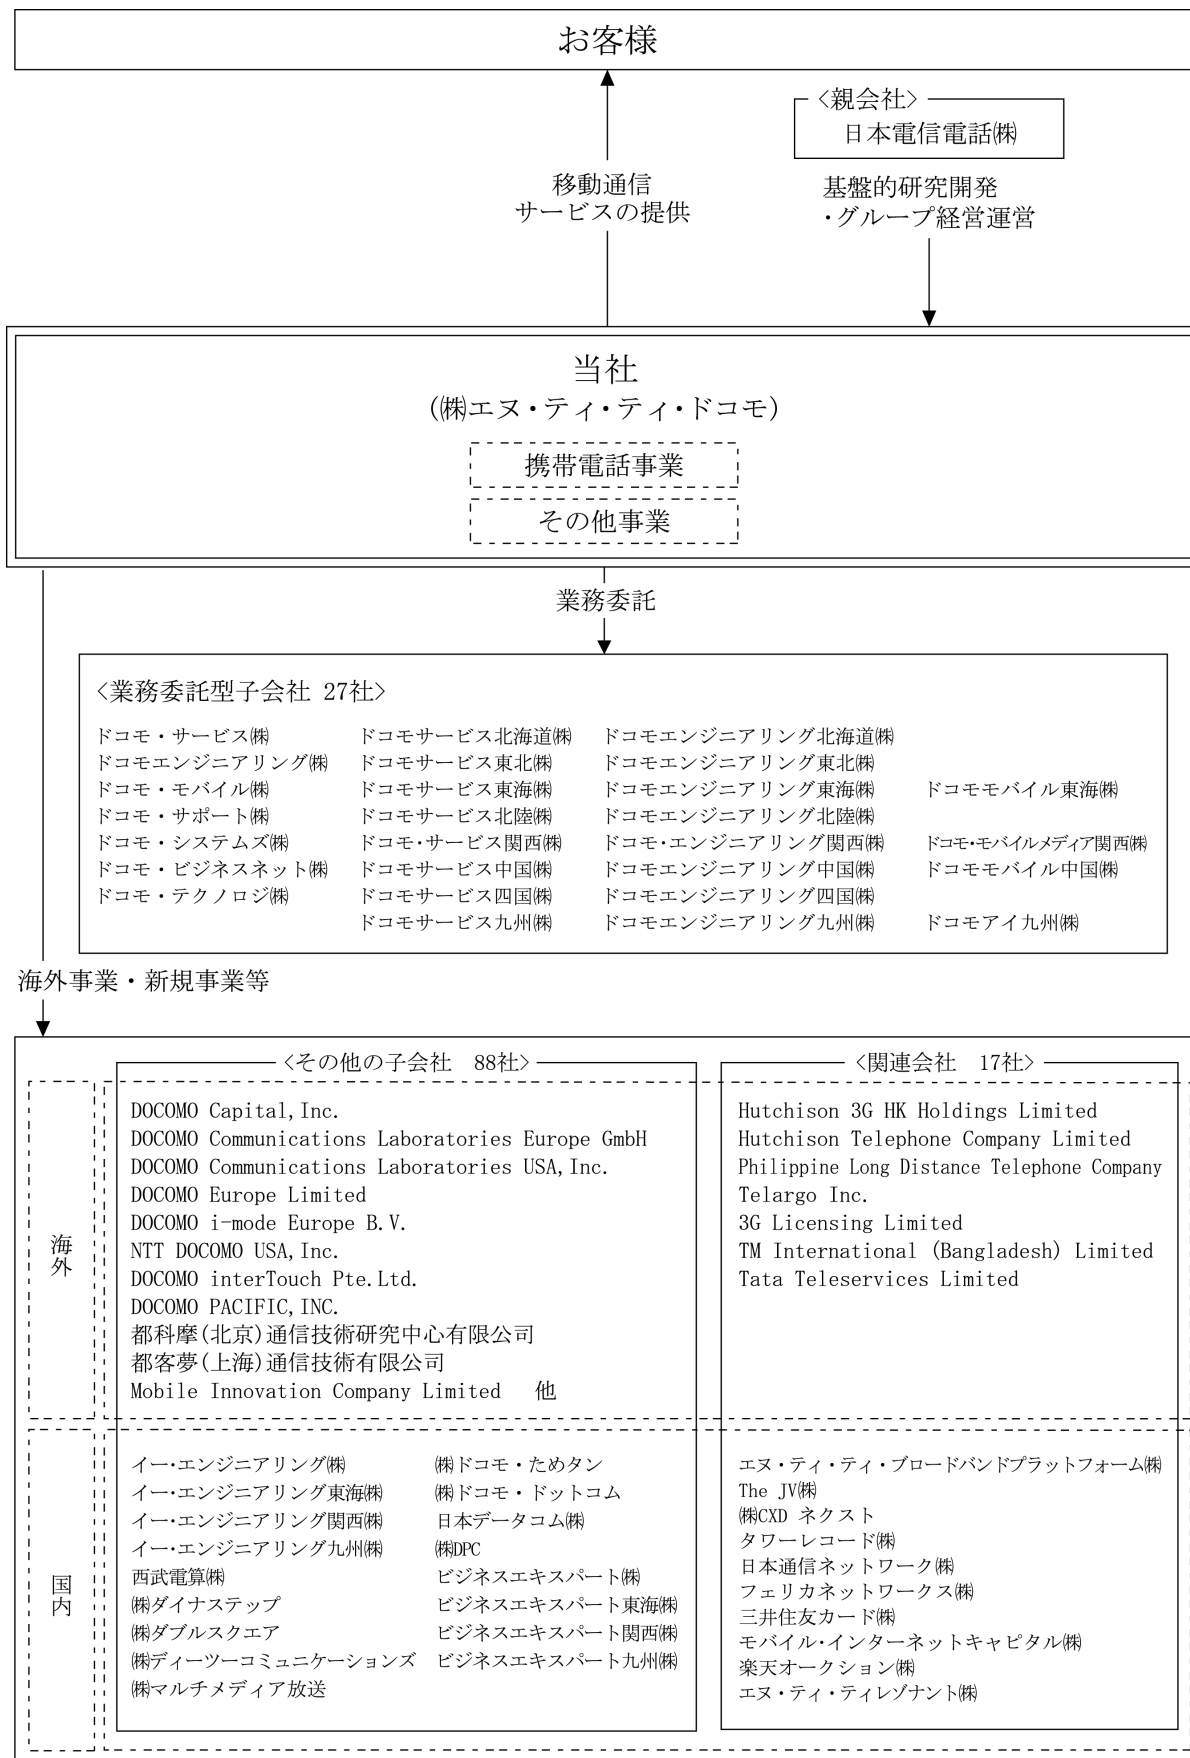 お客様
<親会社>
日本電信電話㈱
移動通信
サービスの提供
基盤的研究開発
・グループ経営運営
当社
(㈱エヌ・ティ・ティ・ドコモ)
携帯電話事業
その他事業
業務委託
<業務委託型子会社 27社>
ドコモ・サービス㈱ ドコモサービス北海道㈱ ドコモエンジニアリング北海道㈱
ドコモエンジニアリング㈱ ドコモサービス東北㈱ ドコモエンジニアリング東北㈱
ドコモ・モバイル㈱ ドコモサービス東海㈱ ドコモエンジニアリング東海㈱ ドコモモバイル東海㈱
ドコモ・サポート㈱ ドコモサービス北陸㈱ ドコモエンジニアリング北陸㈱
ドコモ・システムズ㈱ ドコモ・サービス関西㈱ ドコモ・エンジニアリング関西㈱ ドコモ・モバイルメディア関西㈱
ドコモ・ビジネスネット㈱ ドコモサービス中国㈱ ドコモエンジニアリング中国㈱ ドコモモバイル中国㈱
ドコモ・テクノロジ㈱ ドコモサービス四国㈱ ドコモエンジニアリング四国㈱
ドコモサービス九州㈱ ドコモエンジニアリング九州㈱ ドコモアイ九州㈱
海外事業・新規事業等
<その他の子会社 88社>
<関連会社 17社>
海外
DOCOMO Capital, Inc.
DOCOMO Communications Laboratories Europe GmbH
DOCOMO Communications Laboratories USA, Inc.
DOCOMO Europe Limited
DOCOMO i-mode Europe B.V.
NTT DOCOMO USA, Inc.
DOCOMO interTouch Pte.Ltd.
DOCOMO PACIFIC, INC.
都科摩(北京)通信技術研究中心有限公司
都客夢(上海)通信技術有限公司
Mobile Innovation Company Limited 他
Hutchison 3G HK Holdings Limited
Hutchison Telephone Company Limited
Philippine Long Distance Telephone Company
Telargo Inc.
3G Licensing Limited
TM International (Bangladesh) Limited
Tata Teleservices Limited
国内
イー・エンジニアリング㈱ ㈱ドコモ・ためタン
イー・エンジニアリング東海㈱ ㈱ドコモ・ドットコム
イー・エンジニアリング関西㈱ 日本データコム㈱
イー・エンジニアリング九州㈱ ㈱DPC
西武電算㈱ ビジネスエキスパート㈱
㈱ダイナステップ ビジネスエキスパート東海㈱
㈱ダブルスクエア ビジネスエキスパート関西㈱
㈱ディーツーコミュニケーションズ ビジネスエキスパート九州㈱
㈱マルチメディア放送
エヌ・ティ・ティ・ブロードバンドプラットフォーム㈱
The JV㈱
㈱CXD ネクスト
タワーレコード㈱
日本通信ネットワーク㈱
フェリカネットワークス㈱
三井住友カード㈱
モバイル・インターネットキャピタル㈱
楽天オークション㈱
エヌ・ティ・ティレゾナント㈱